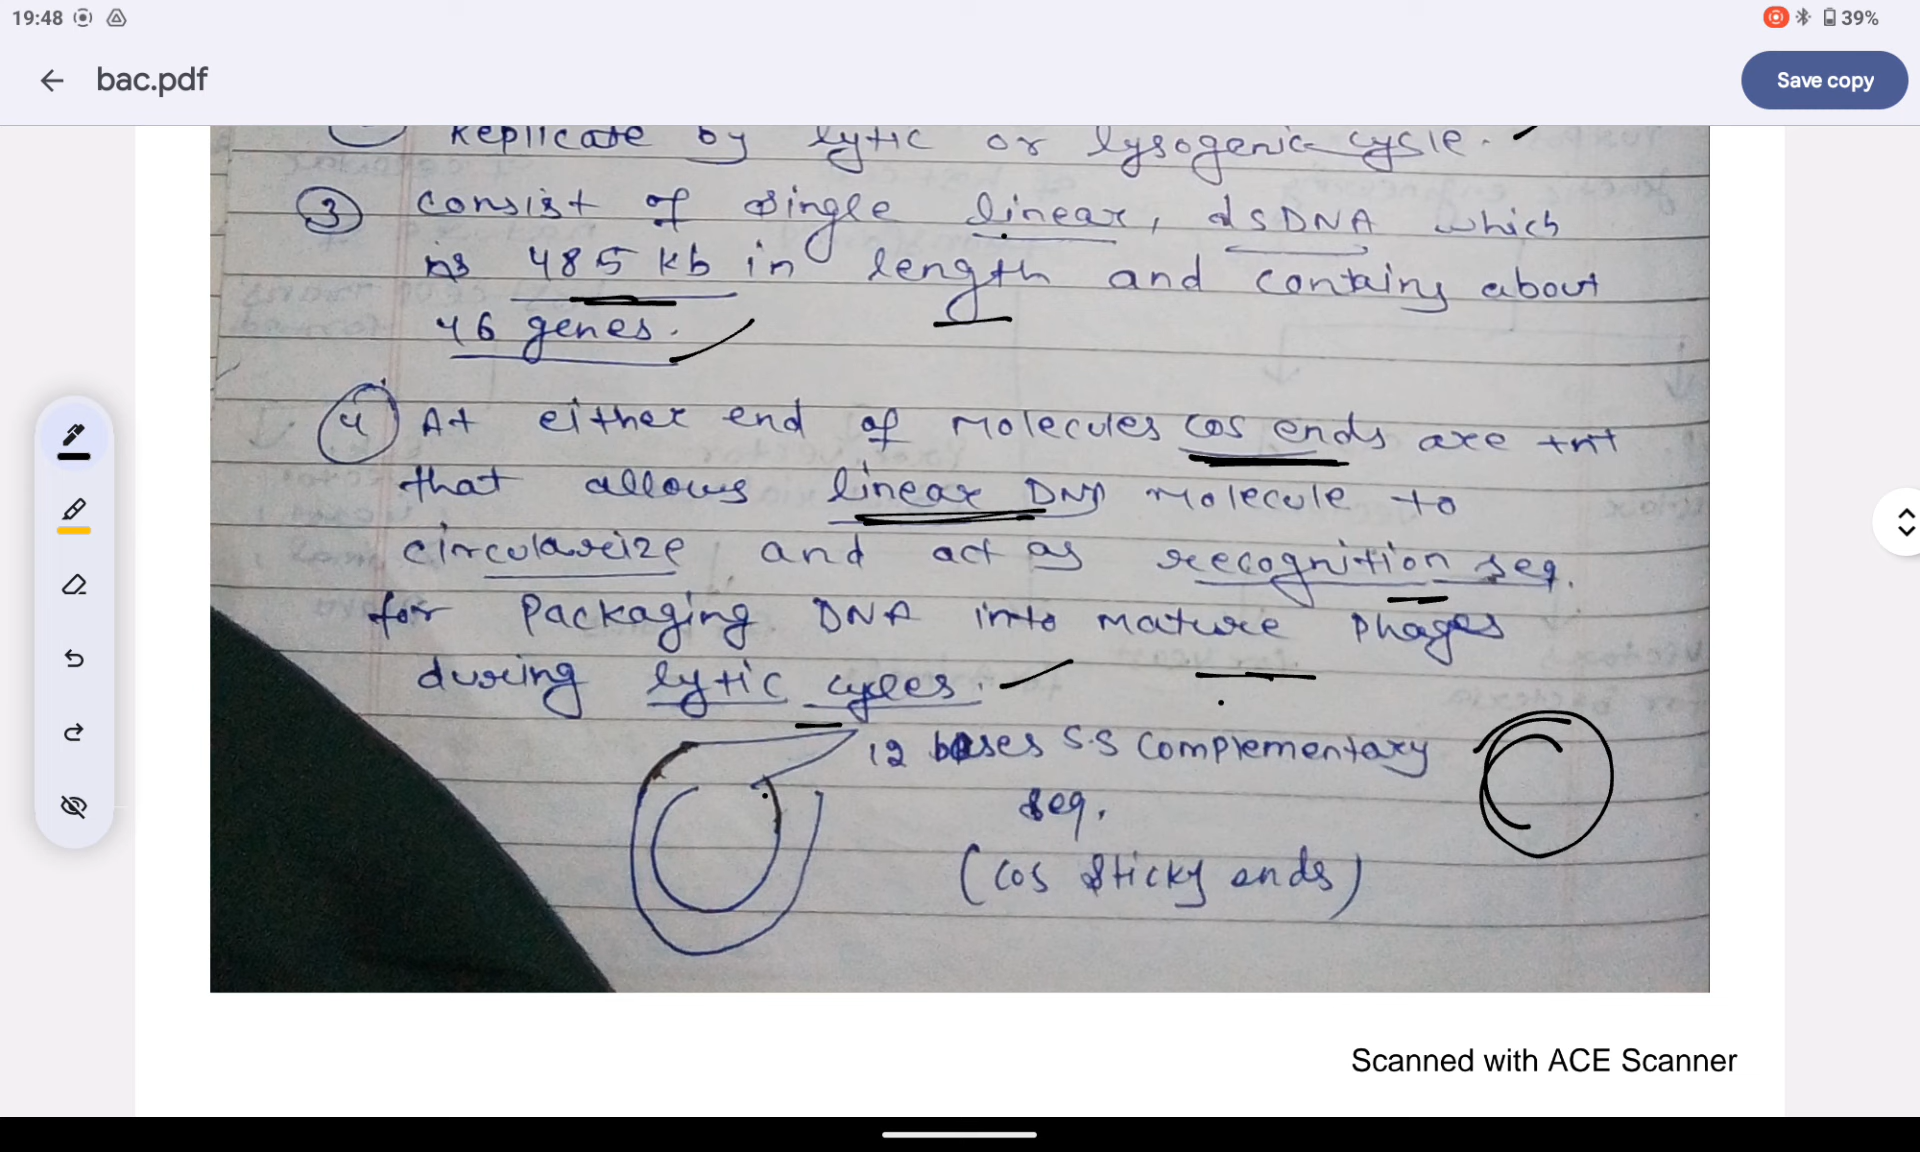 19:48 39%
bac.pdf Save copy
Replicate by lytic or lysogenic cycle.
③ consist of single linear, dsDNA which
is 485 kb in length and contains about
46 genes.
④ At either end of molecules cos ends are tnt
that allows linear DNA molecule to
circularize and act as recognition seq.
for packaging DNA into mature phages
during lytic cycles.
12 bases s.s complementary
seq.
(cos sticky ends)
Scanned with ACE Scanner